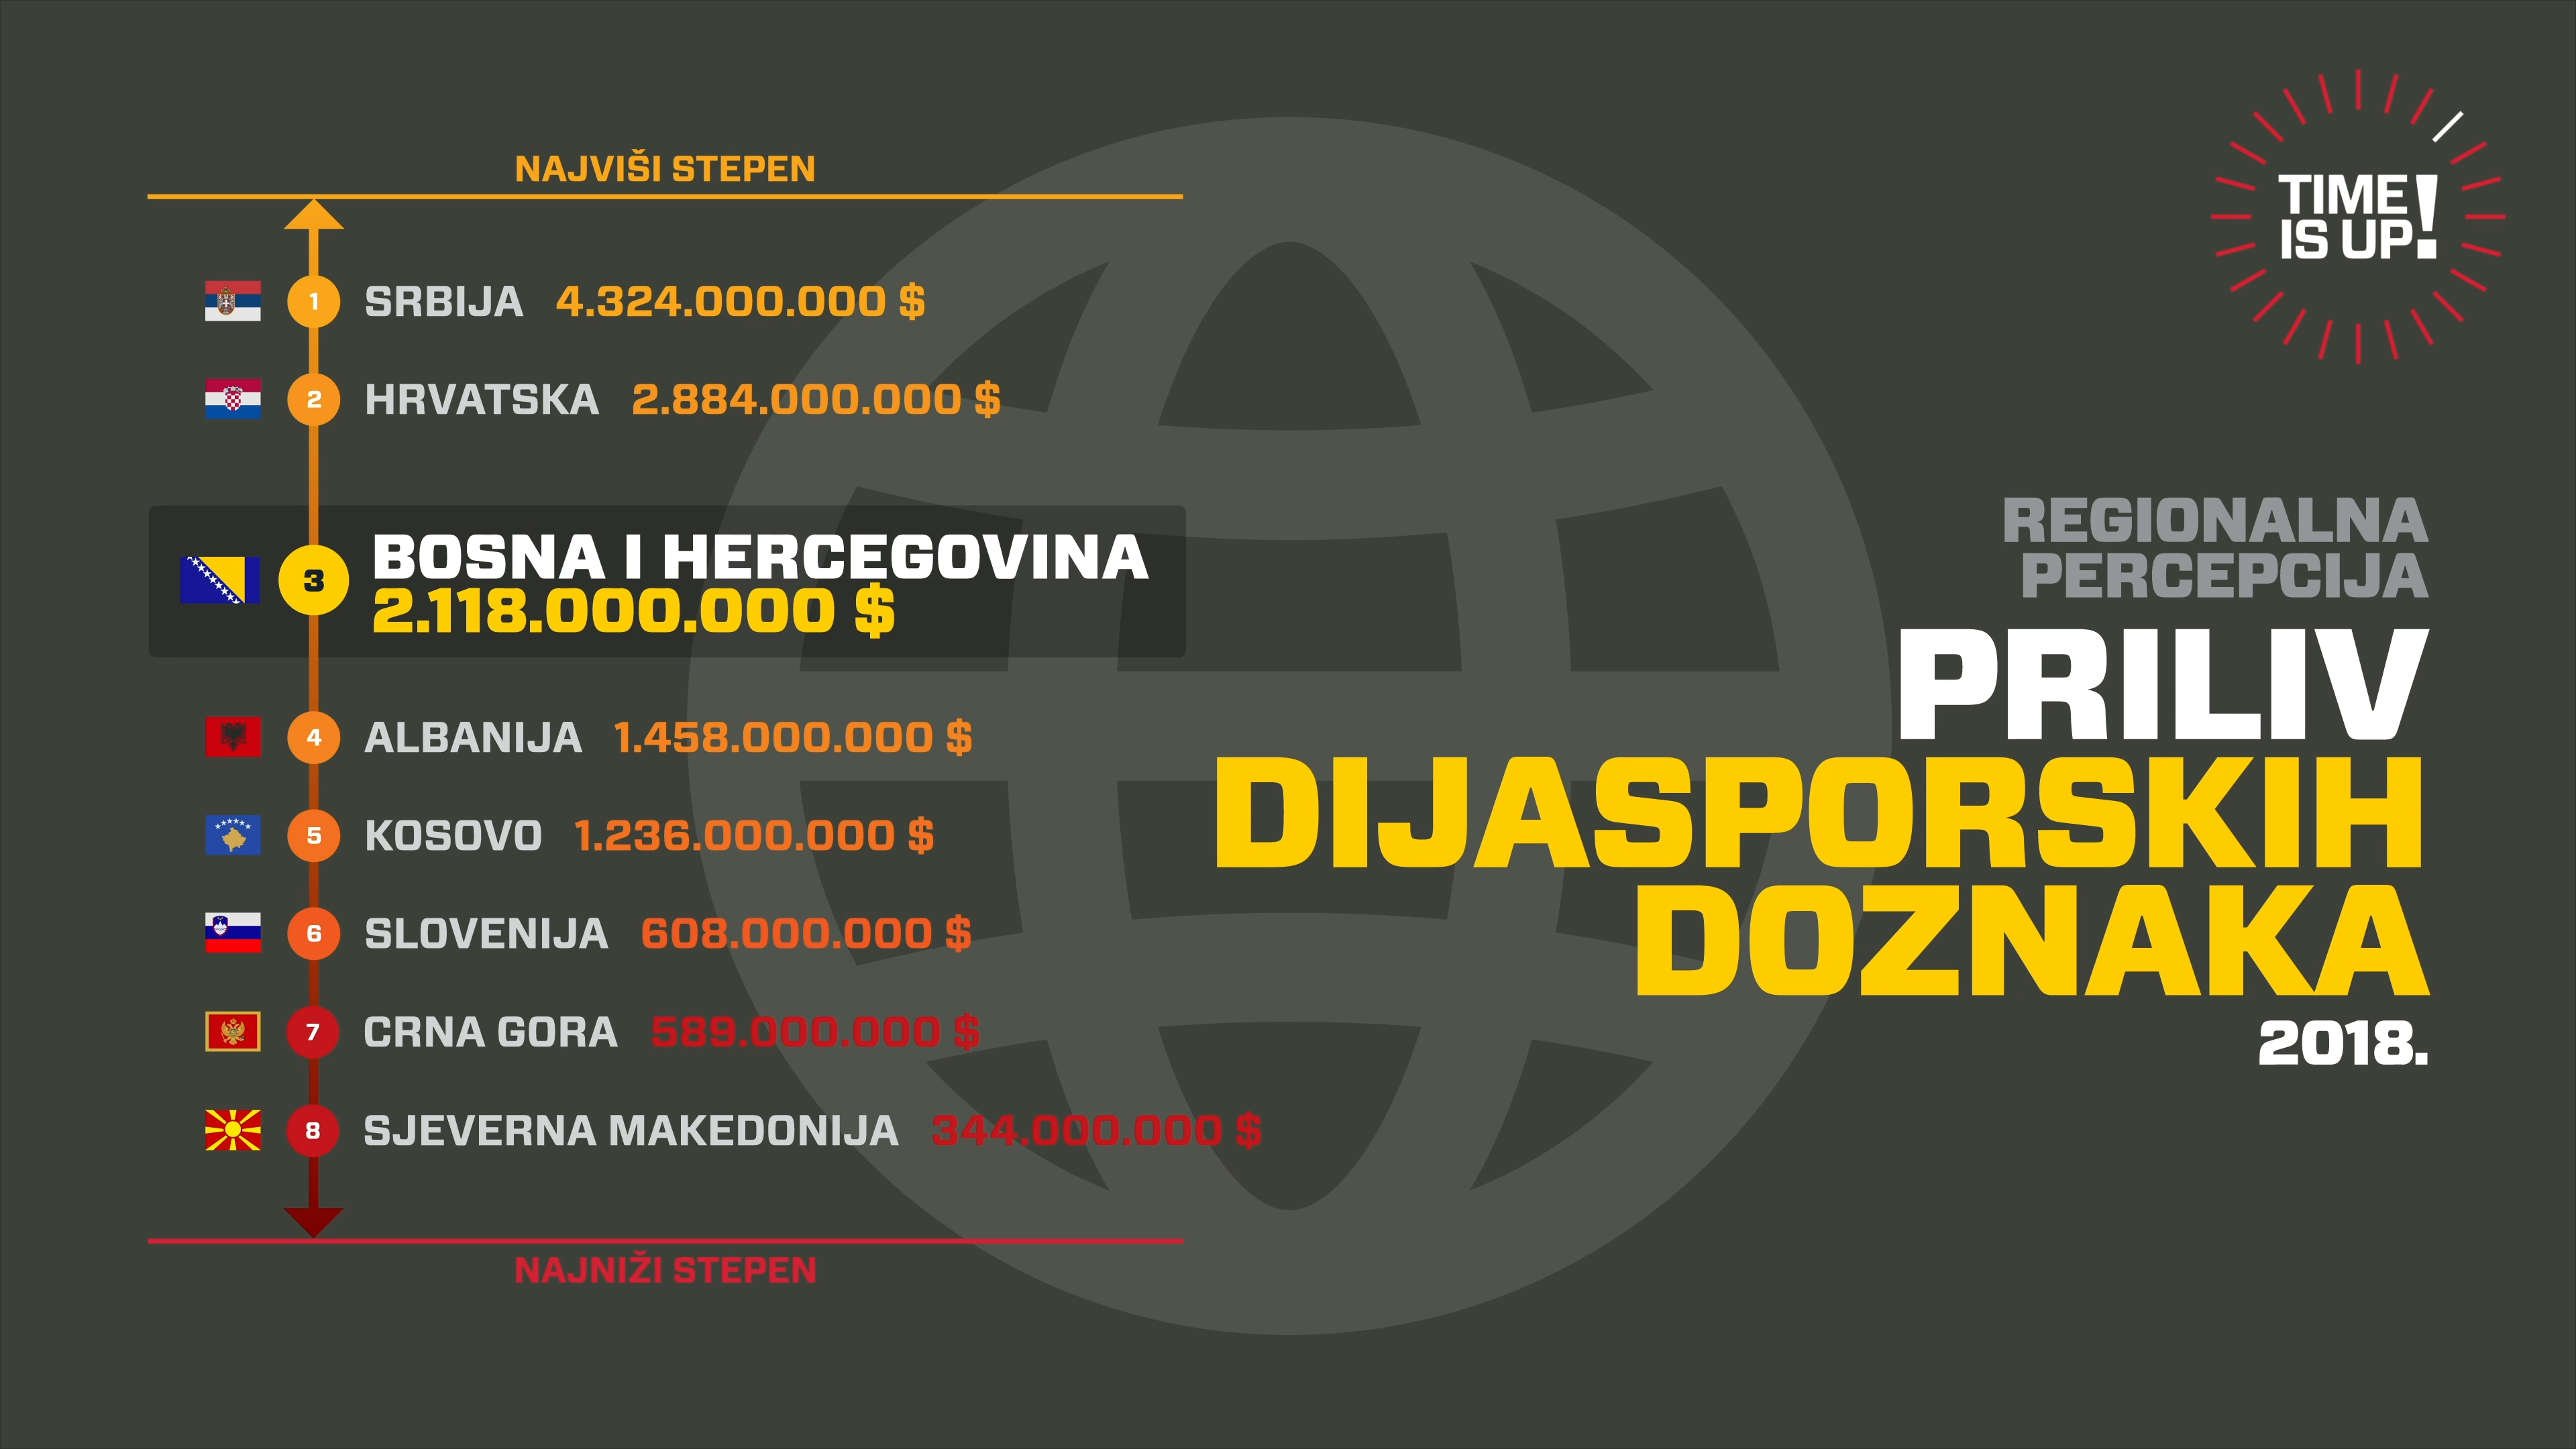 NAJVIŠI STEPEN
1 SRBIJA 4.324.000.000 $
2 HRVATSKA 2.884.000.000 $
3 BOSNA I HERCEGOVINA
2.118.000.000 $
4 ALBANIJA 1.458.000.000 $
5 KOSOVO 1.236.000.000 $
6 SLOVENIJA 608.000.000 $
7 CRNA GORA 589.000.000 $
8 SJEVERNA MAKEDONIJA 344.000.000 $
NAJNIŽI STEPEN
TIME
IS UP!
REGIONALNA
PERCEPCIJA
PRILIV
DIJASPORSKIH
DOZNAKA
2018.